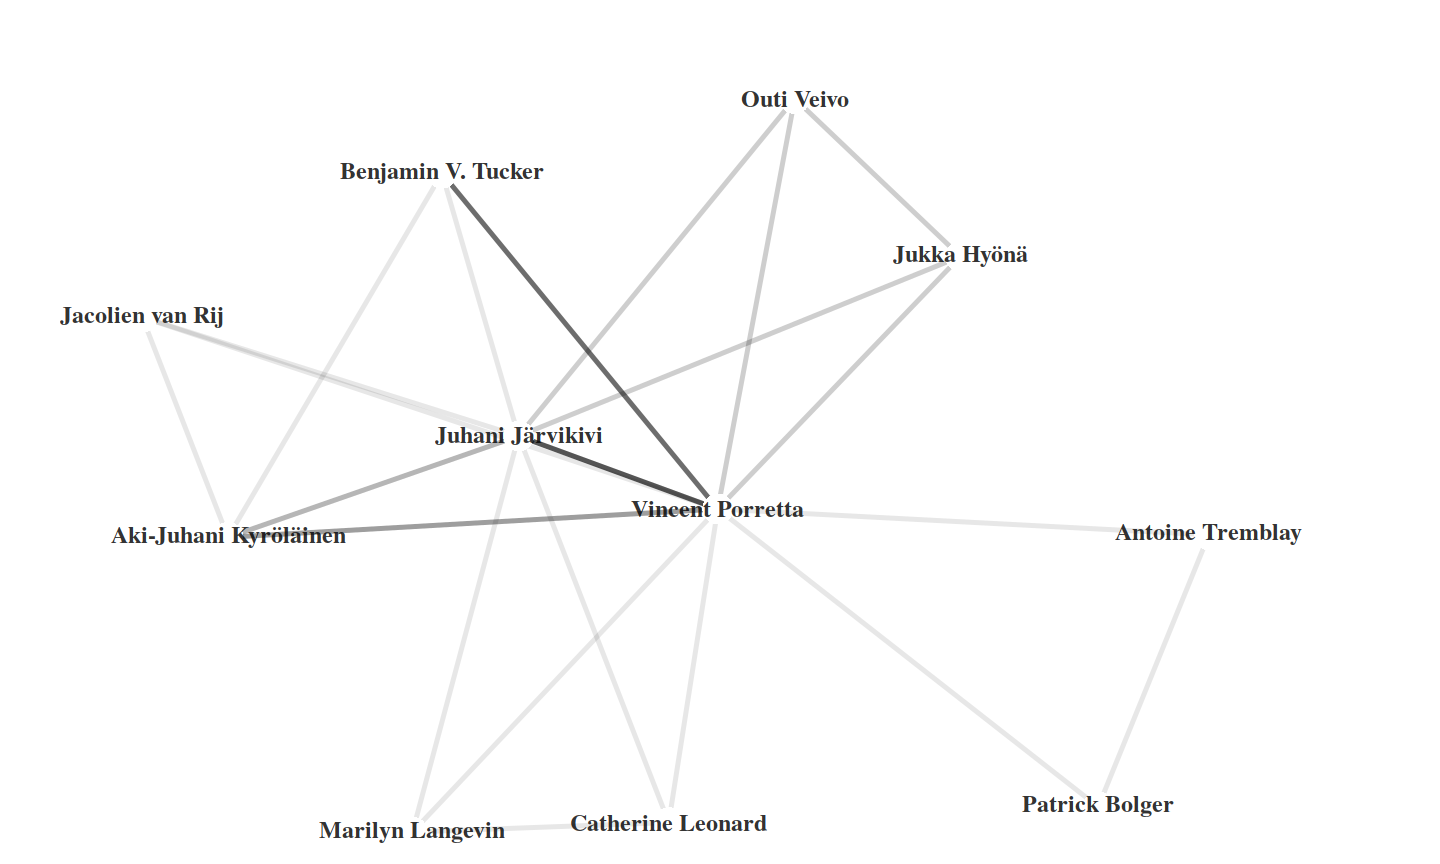 Outi Veivo
Benjamin V. Tucker
Jukka Hyönä
Jacolien van Rij
Juhani Järvikivi
Vincent Porretta
Antoine Tremblay
Aki-Juhani Kyröläinen
Patrick Bolger
Catherine Leonard
Marilyn Langevin